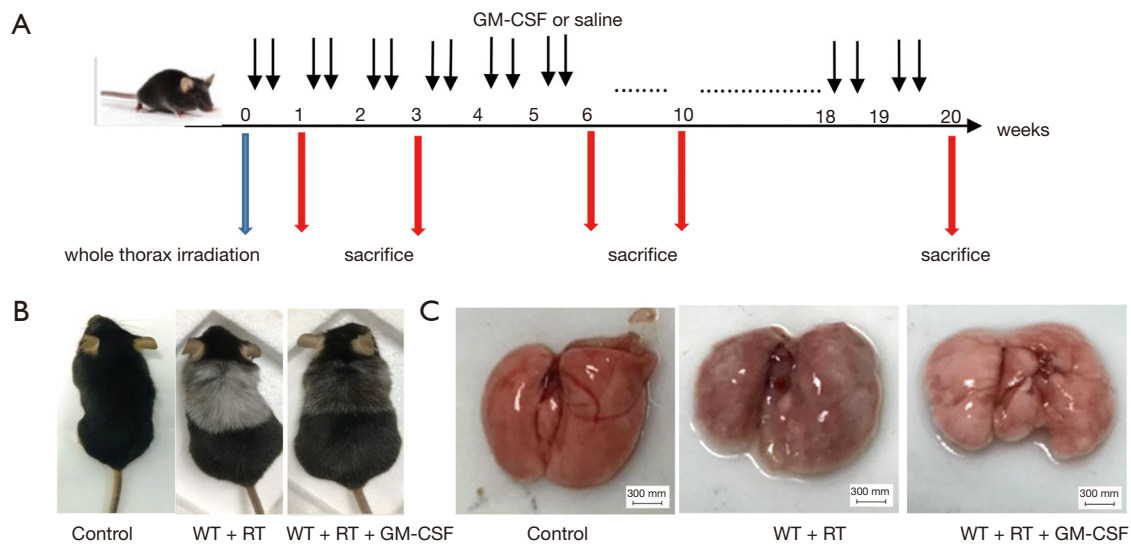 A
GM-CSF or saline
0 1 2 3 4 5 6 10 18 19 20
weeks
whole thorax irradiation sacrifice sacrifice sacrifice
B
C
300 mm 300 mm 300 mm
Control WT + RT WT + RT + GM-CSF Control WT + RT WT + RT + GM-CSF